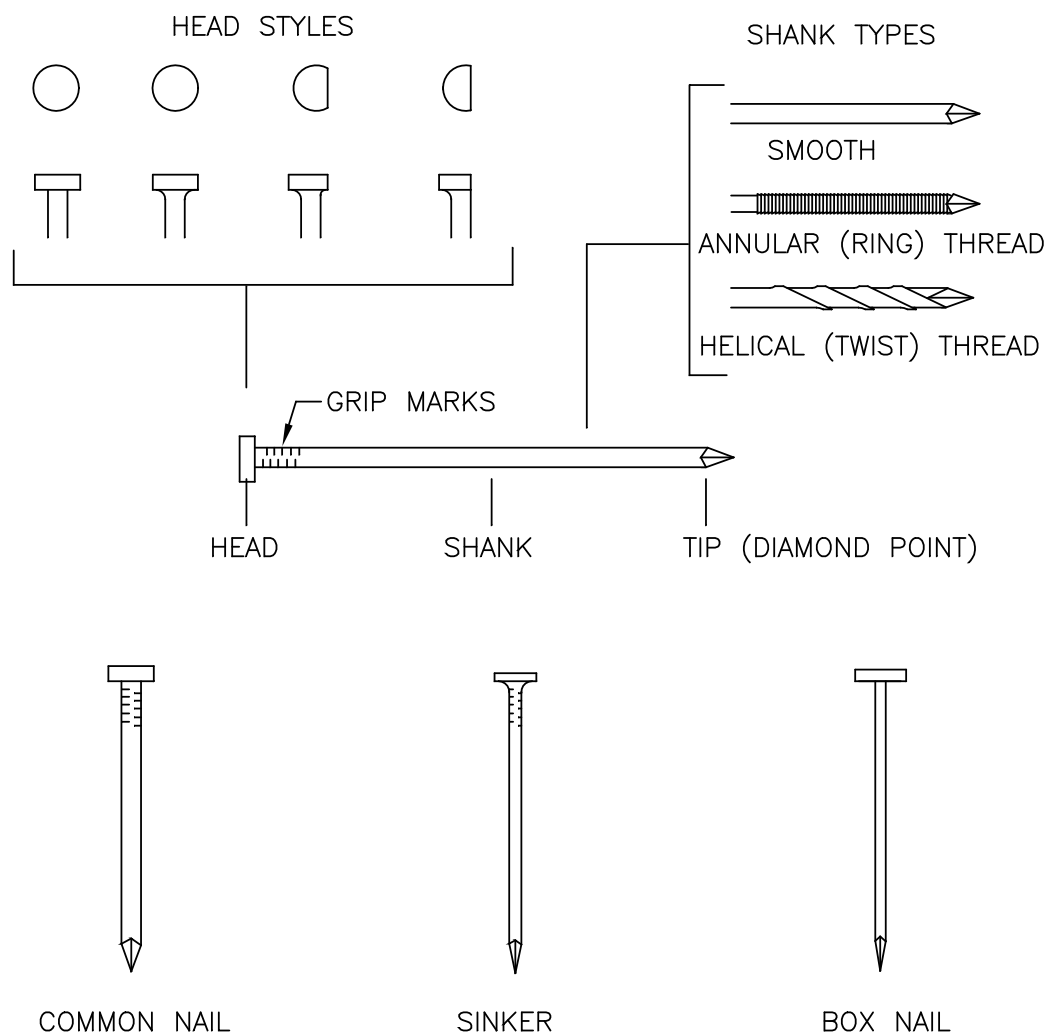 HEAD STYLES
SHANK TYPES
SMOOTH
ANNULAR (RING) THREAD
HELICAL (TWIST) THREAD
GRIP MARKS
HEAD
SHANK
TIP (DIAMOND POINT)
COMMON NAIL
SINKER
BOX NAIL